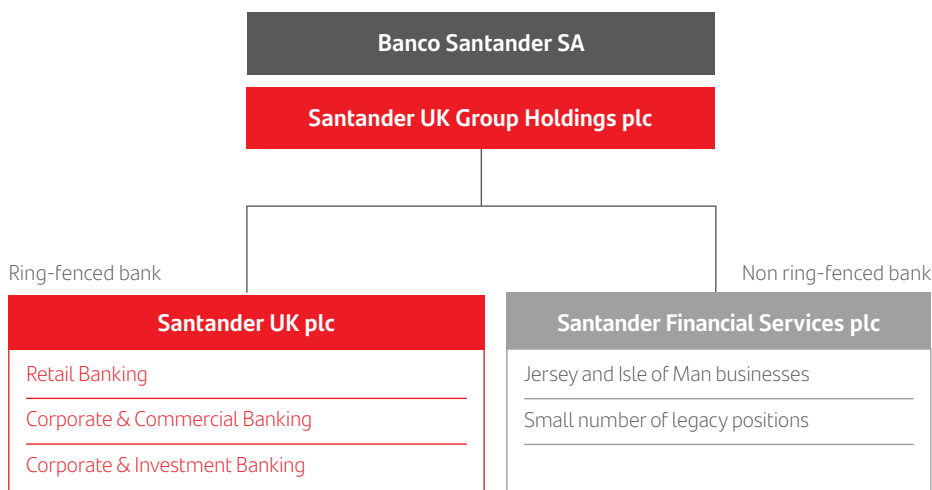 Banco Santander SA
Santander UK Group Holdings plc
Ring-fenced bank
Non ring-fenced bank
Santander UK plc
Santander Financial Services plc
Retail Banking
Jersey and Isle of Man businesses
Corporate & Commercial Banking
Small number of legacy positions
Corporate & Investment Banking